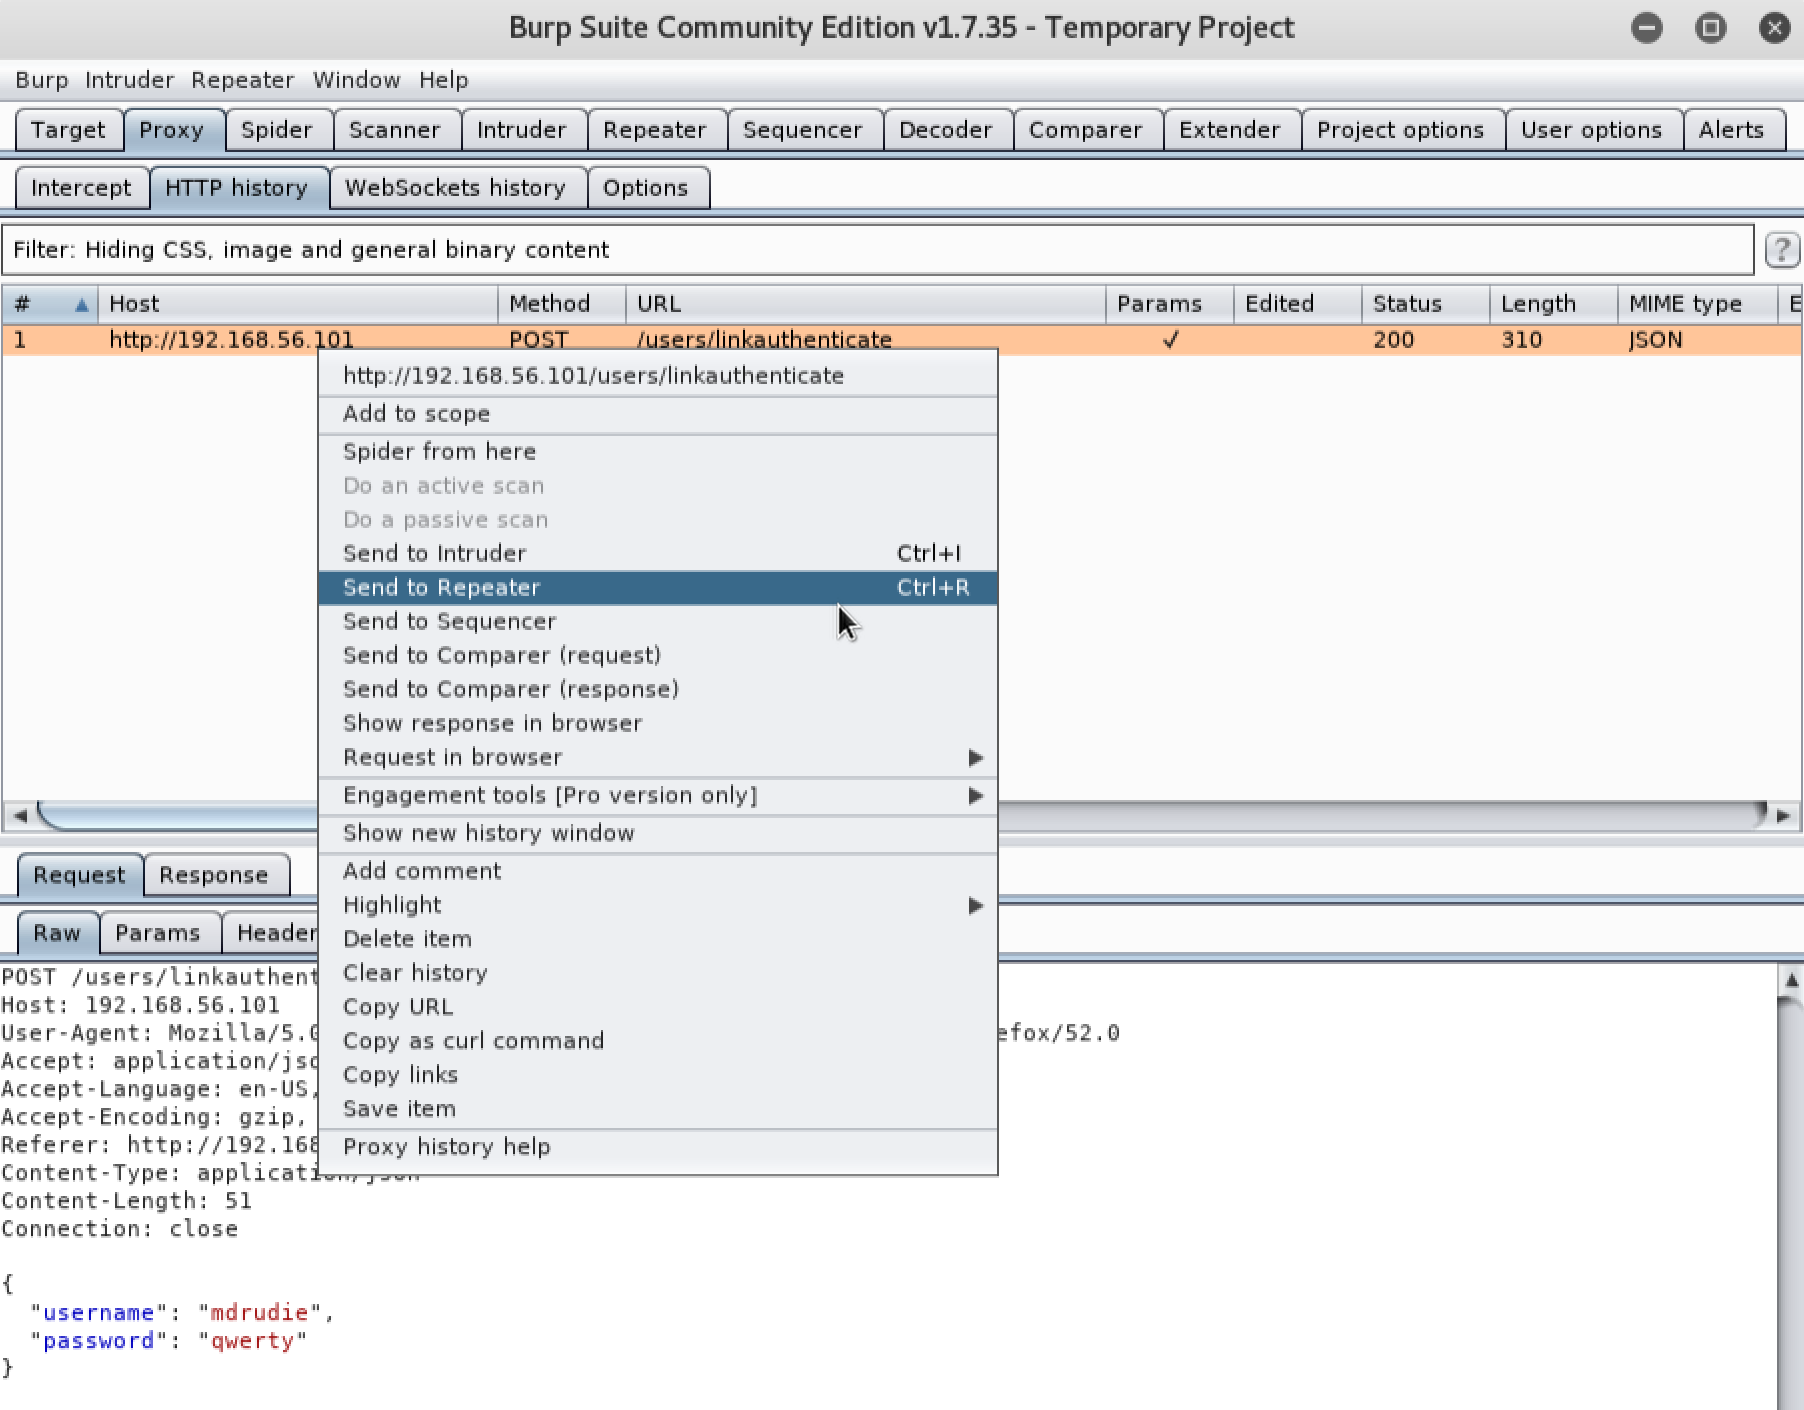 Burp Suite Community Edition v1.7.35 - Temporary Project
Burp Intruder Repeater Window Help
Target Proxy Spider Scanner Intruder Repeater Sequencer Decoder Comparer Extender Project options User options Alerts
Intercept HTTP history WebSockets history Options
Filter: Hiding CSS, image and general binary content ?
# Host Method URL Params Edited Status Length MIME type E
1 http://192.168.56.101 POST /users/linkauthenticate ✓ 200 310 JSON
http://192.168.56.101/users/linkauthenticate
Add to scope
Spider from here
Do an active scan
Do a passive scan
Send to Intruder Ctrl+I
Send to Repeater Ctrl+R
Send to Sequencer
Send to Comparer (request)
Send to Comparer (response)
Show response in browser
Request in browser
Engagement tools [Pro version only]
Show new history window
Add comment
Highlight
Delete item
Clear history
Copy URL
Copy as curl command
Copy links
Save item
Proxy history help
Request Response
Raw Params Header
POST /users/linkauthent
Host: 192.168.56.101
User-Agent: Mozilla/5.0 efox/52.0
Accept: application/jso
Accept-Language: en-US,
Accept-Encoding: gzip,
Referer: http://192.168
Content-Type: application/json
Content-Length: 51
Connection: close
{
"username": "mdrudie",
"password": "qwerty"
}